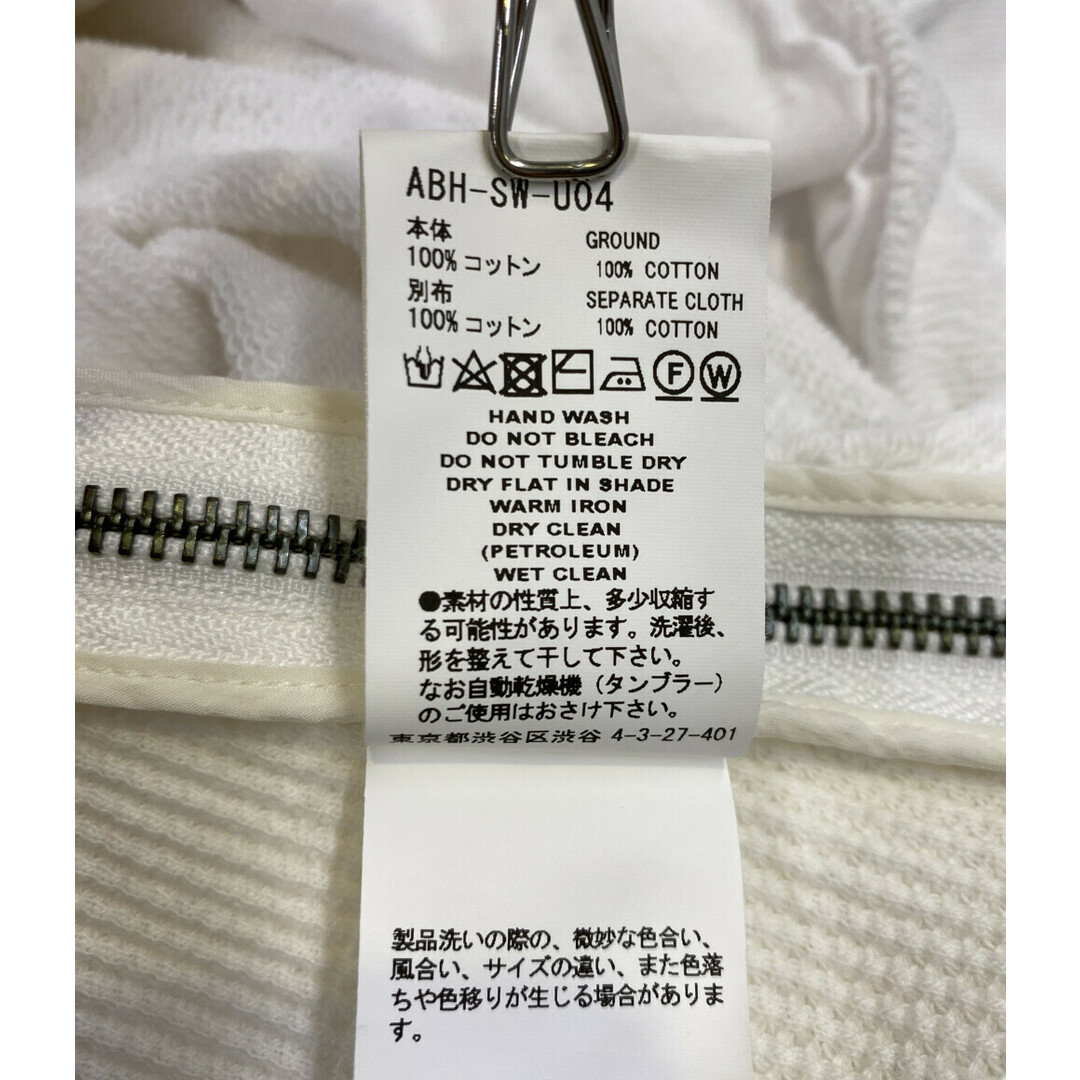 ABH-SW-U04
本体 GROUND
100% コットン 100% COTTON
別布 SEPARATE CLOTH
100% コットン 100% COTTON
F W
HAND WASH
DO NOT BLEACH
DO NOT TUMBLE DRY
DRY FLAT IN SHADE
WARM IRON
DRY CLEAN
(PETROLEUM)
WET CLEAN
●素材の性質上、多少収縮す
る可能性があります。洗濯後、
形を整えて干して下さい。
なお自動乾燥機（タンブラー）
のご使用はおさけ下さい。
東京都渋谷区渋谷 4-3-27-401
製品洗いの際の、微妙な色合い、
風合い、サイズの違い、また色落
ちや色移りが生じる場合がありま
す。